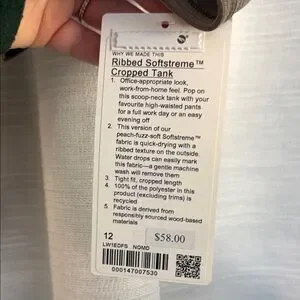 WHY WE MADE THIS
Ribbed Softstreme™
Cropped Tank
1. Office-appropriate look,
work-from-home feel. Pop on
this scoop-neck tank with your
favourite high-waisted pants
for a full work day or an easy
evening off
2. This version of our
peach-fuzz-soft Softstreme™
fabric is quick-drying with a
ribbed texture on the outside.
Water drops can easily mark
this fabric—a gentle machine
wash will remove them
3. Tight fit, cropped length
4. 100% of the polyester in this
product (excluding trims) is
recycled
5. Fabric is derived from
responsibly sourced wood-based
materials
12
$58.00
LW1EDFS NOMD
000147007530